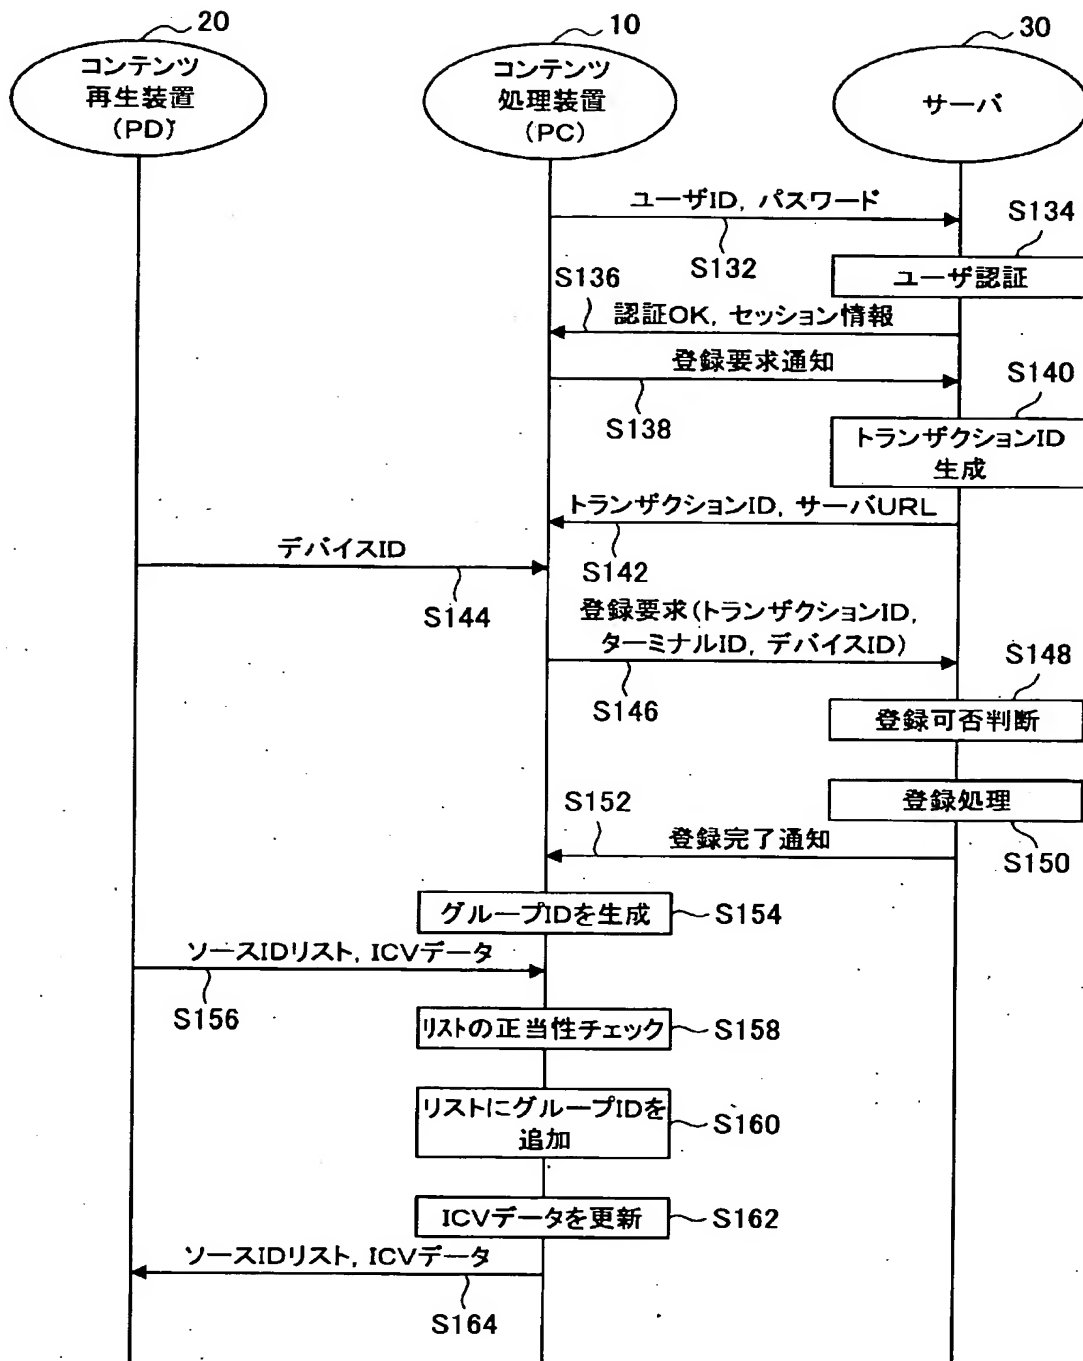 20
10
30
コンテンツ
再生装置
(PD)
コンテンツ
処理装置
(PC)
サーバ
ユーザID, パスワード
S132
S134
ユーザ認証
S136
認証OK, セッション情報
登録要求通知
S138
S140
トランザクションID
生成
トランザクションID, サーバURL
S142
デバイスID
S144
登録要求(トランザクションID,
ターミナルID, デバイスID)
S146
S148
登録可否判断
登録処理
S150
S152
登録完了通知
グループIDを生成
S154
ソースIDリスト, ICVデータ
S156
リストの正当性チェック
S158
リストにグループIDを
追加
S160
ICVデータを更新
S162
ソースIDリスト, ICVデータ
S164